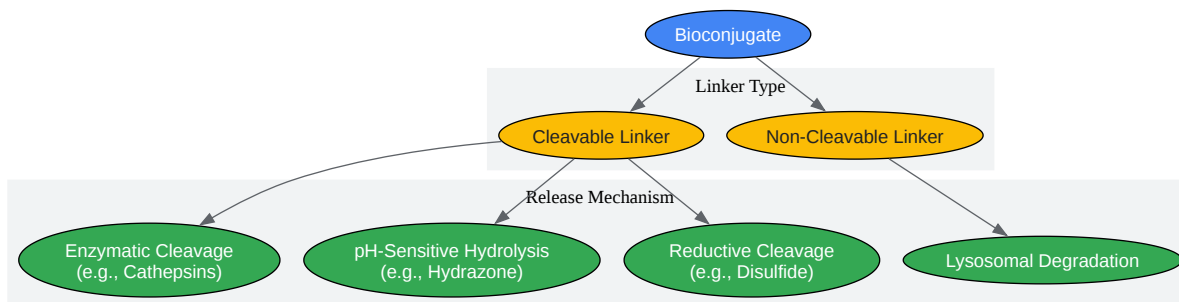 Bioconjugate
Linker Type
Cleavable Linker
Non-Cleavable Linker
Release Mechanism
Enzymatic Cleavage
(e.g., Cathepsins)
pH-Sensitive Hydrolysis
(e.g., Hydrazone)
Reductive Cleavage
(e.g., Disulfide)
Lysosomal Degradation